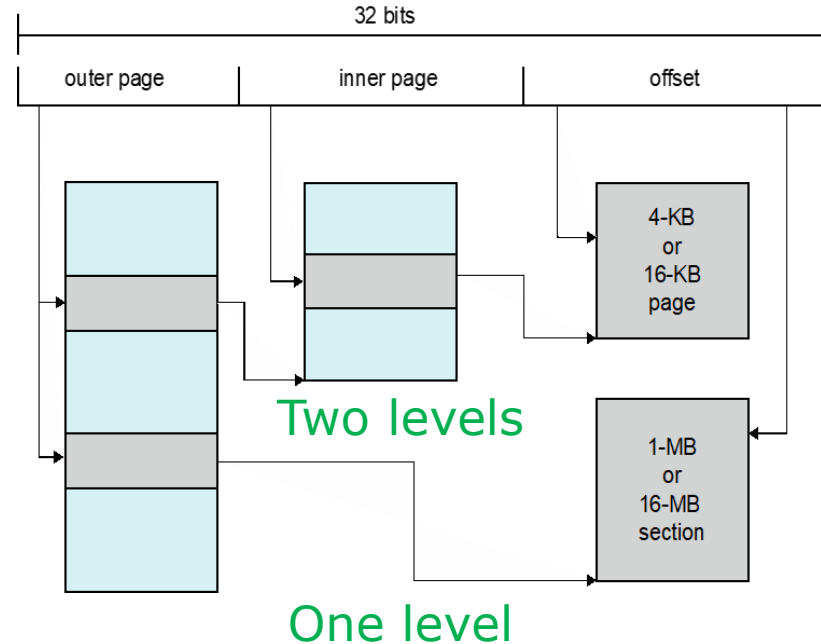 32 bits
outer page
inner page
offset
4-KB
or
16-KB
page
Two levels
1-MB
or
16-MB
section
One level